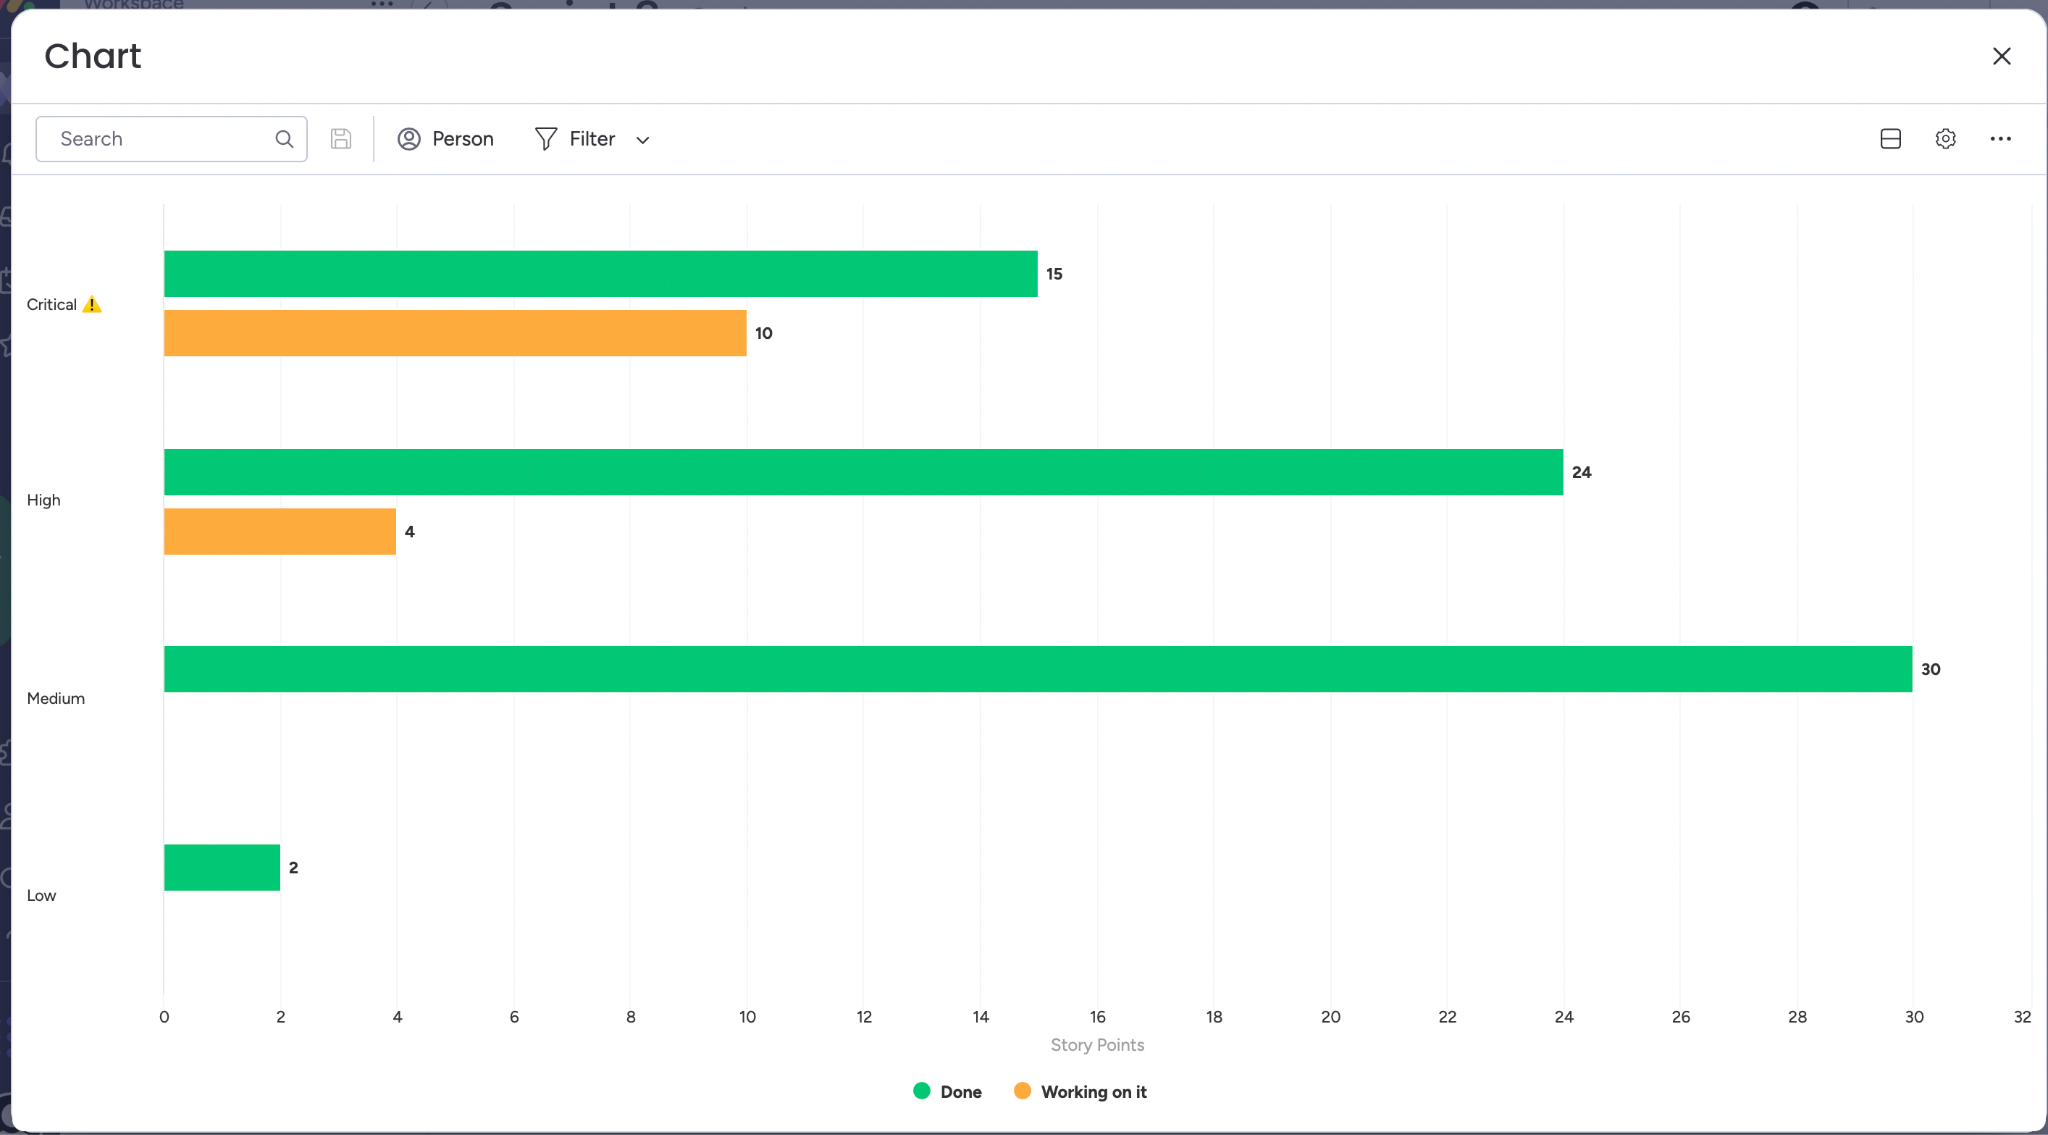 Workspace
Chart
Search
Person
Filter
15
Critical
10
24
High
4
30
Medium
2
Low
0 2 4 6 8 10 12 14 16 18 20 22 24 26 28 30 32
Story Points
Done
Working on it